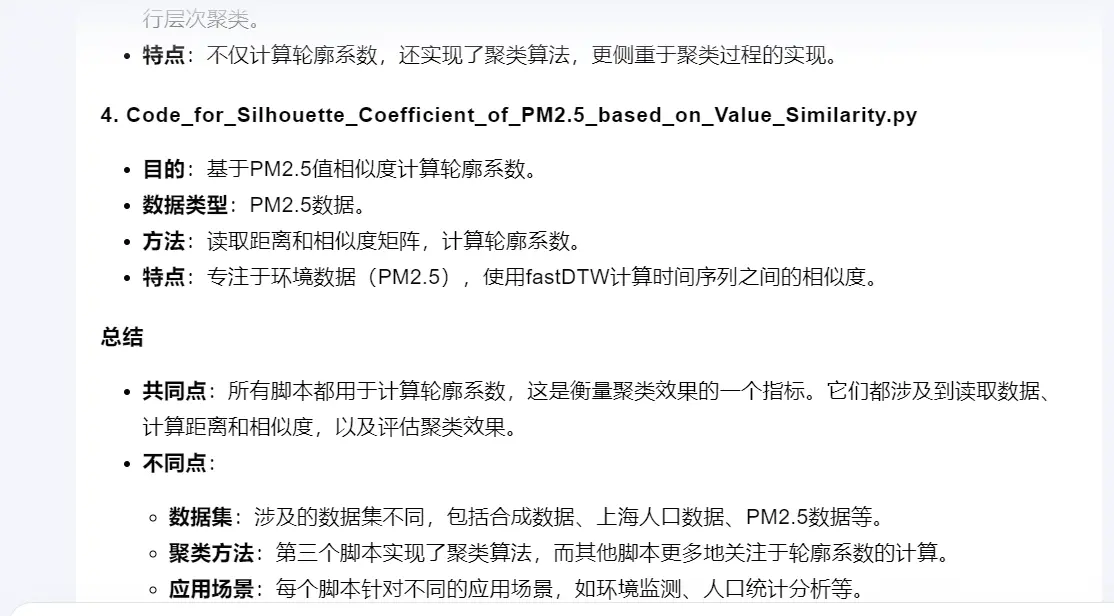 行层次聚类。
• 特点：不仅计算轮廓系数，还实现了聚类算法，更侧重于聚类过程的实现。
4. Code_for_Silhouette_Coefficient_of_PM2.5_based_on_Value_Similarity.py
• 目的：基于PM2.5值相似度计算轮廓系数。
• 数据类型：PM2.5数据。
• 方法：读取距离和相似度矩阵，计算轮廓系数。
• 特点：专注于环境数据（PM2.5），使用fastDTW计算时间序列之间的相似度。
总结
• 共同点：所有脚本都用于计算轮廓系数，这是衡量聚类效果的一个指标。它们都涉及到读取数据、
计算距离和相似度，以及评估聚类效果。
• 不同点：
◦ 数据集：涉及的数据集不同，包括合成数据、上海人口数据、PM2.5数据等。
◦ 聚类方法：第三个脚本实现了聚类算法，而其他脚本更多地关注于轮廓系数的计算。
◦ 应用场景：每个脚本针对不同的应用场景，如环境监测、人口统计分析等。